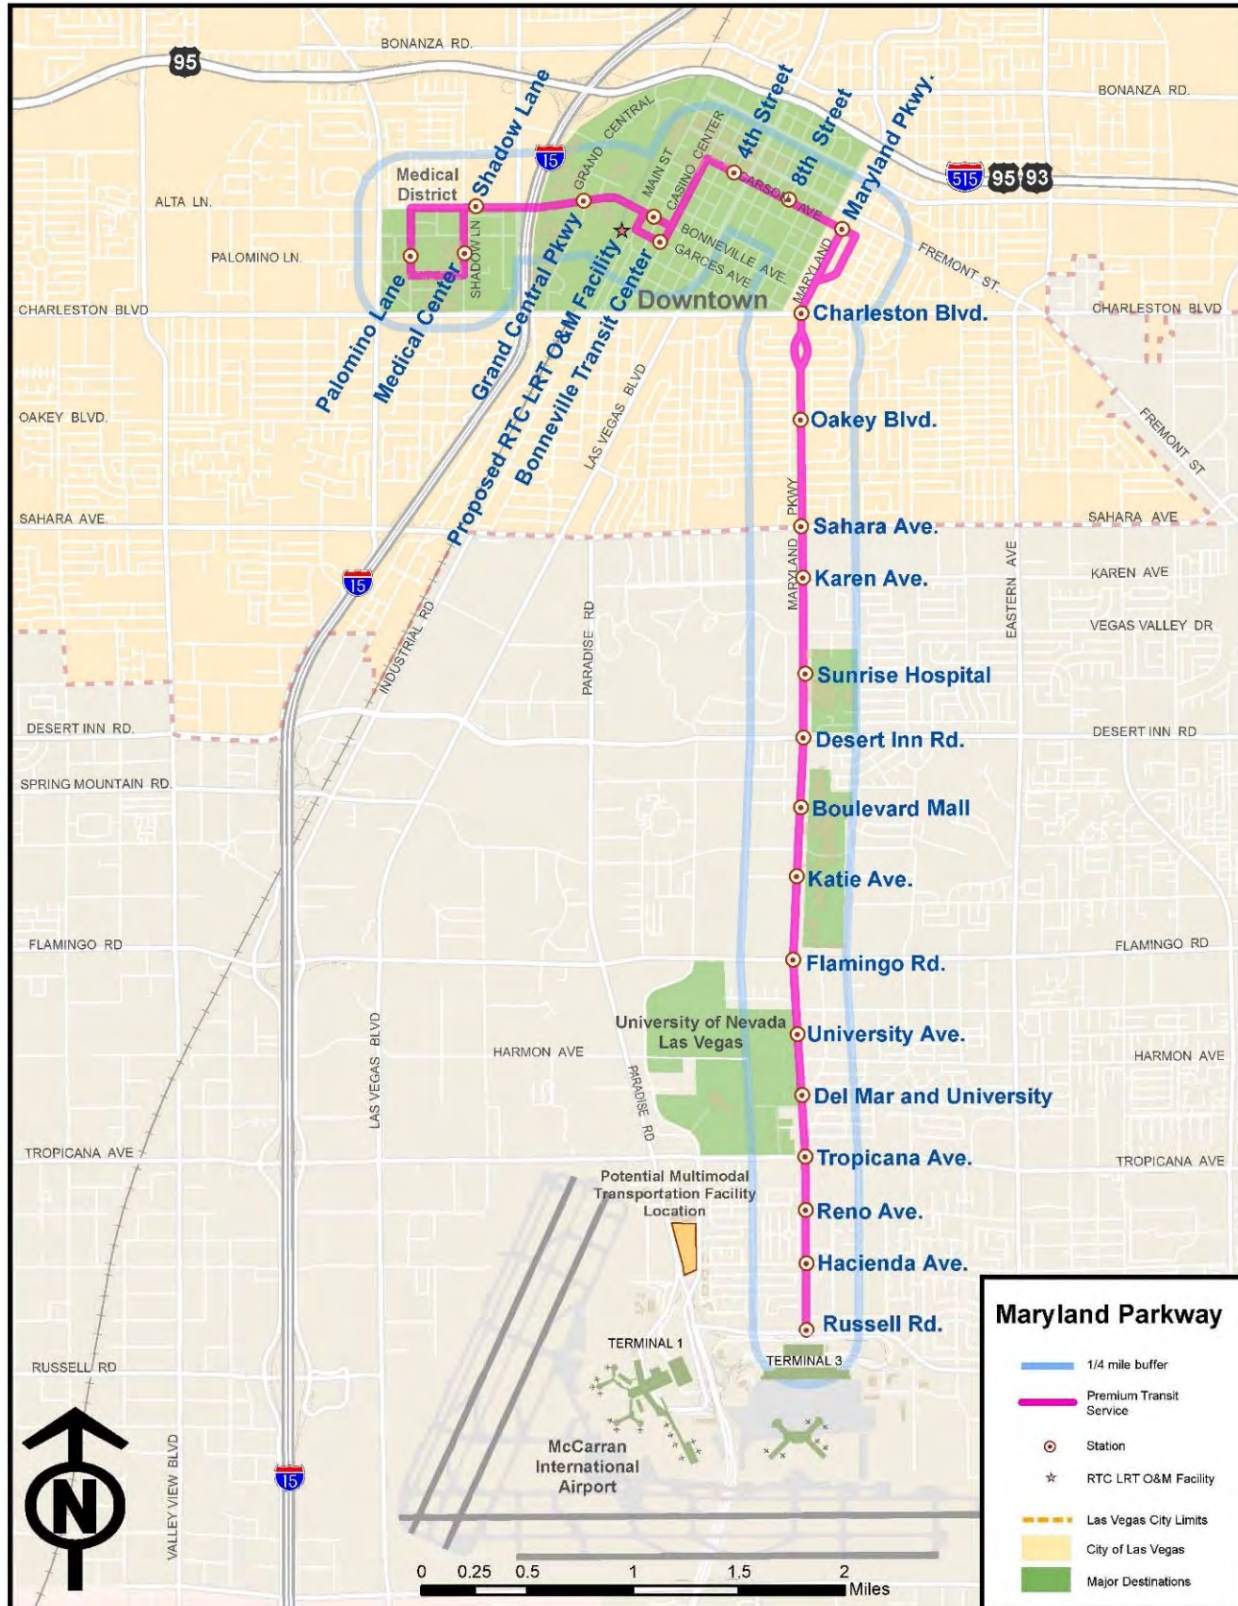 BONANZA RD.
95
Shadow Lane
4th Street
8th Street
Maryland Pkwy.
BONANZA RD.
GRAND CENTRAL
15
MAIN ST
CASINO CENTER
CARSON AVE
515
95
93
Medical
District
ALTA LN.
PALOMINO LN.
SHADOW LN
BONNEVILLE AVE.
GARCES AVE
MARYLAND
FREMONT ST.
Downtown
CHARLESTON BLVD
Charleston Blvd.
CHARLESTON BLVD
Palomino Lane
Medical Center
Grand Central Pkwy
Proposed RTC LRT O&M Facility
Bonneville Transit Center
LAS VEGAS BLVD
OAKEY BLVD.
Oakey Blvd.
FREMONT ST
SAHARA AVE.
MARYLAND PKWY
Sahara Ave.
SAHARA AVE
15
Karen Ave.
KAREN AVE
EASTERN AVE
VEGAS VALLEY DR
INDUSTRIAL RD
PARADISE RD
Sunrise Hospital
DESERT INN RD.
Desert Inn Rd.
DESERT INN RD
SPRING MOUNTAIN RD.
Boulevard Mall
Katie Ave.
FLAMINGO RD
Flamingo Rd.
FLAMINGO RD
University of Nevada
Las Vegas
University Ave.
HARMON AVE
HARMON AVE
LAS VEGAS BLVD
PARADISE RD
Del Mar and University
TROPICANA AVE
Tropicana Ave.
TROPICANA AVE
Potential Multimodal
Transportation Facility
Location
Reno Ave.
Hacienda Ave.
Russell Rd.
TERMINAL 1
TERMINAL 3
RUSSELL RD
McCarran
International
Airport
VALLEY VIEW BLVD
15
N
0 0.25 0.5 1 1.5 2
Miles
Maryland Parkway
1/4 mile buffer
Premium Transit
Service
Station
RTC LRT O&M Facility
Las Vegas City Limits
City of Las Vegas
Major Destinations